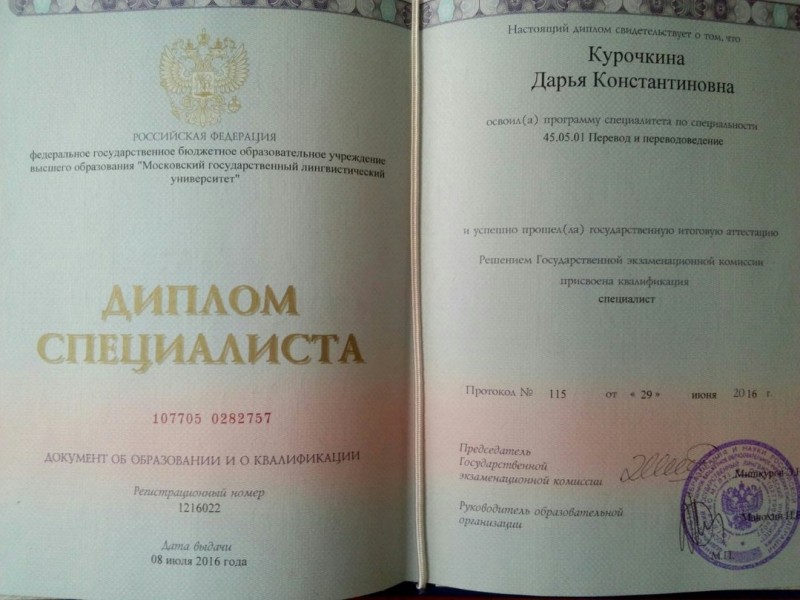 РОССИЙСКАЯ ФЕДЕРАЦИЯ
федеральное государственное бюджетное образовательное учреждение
высшего образования "Московский государственный лингвистический
университет"
ДИПЛОМ
СПЕЦИАЛИСТА
107705 0282757
ДОКУМЕНТ ОБ ОБРАЗОВАНИИ И О КВАЛИФИКАЦИИ
Регистрационный номер
1216022
Дата выдачи
08 июля 2016 года
Настоящий диплом свидетельствует о том, что
Курочкина
Дарья Константиновна
освоил(а) программу специалитета по специальности
45.05.01 Перевод и переводоведение
и успешно прошел(ла) государственную итоговую аттестацию
Решением Государственной экзаменационной комиссии
присвоена квалификация
специалист
Протокол № 115 от « 29 » июня 2016 г.
Председатель
Государственной
экзаменационной комиссии
Руководитель образовательной
организации
М.П.